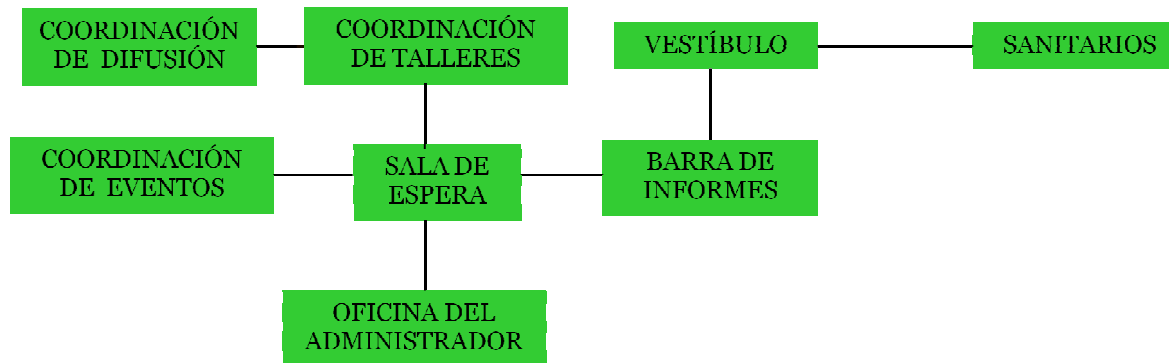 COORDINACIÓN
DE DIFUSIÓN
COORDINACIÓN
DE TALLERES
VESTÍBULO
SANITARIOS
COORDINACIÓN
DE EVENTOS
SALA DE
ESPERA
BARRA DE
INFORMES
OFICINA DEL
ADMINISTRADOR